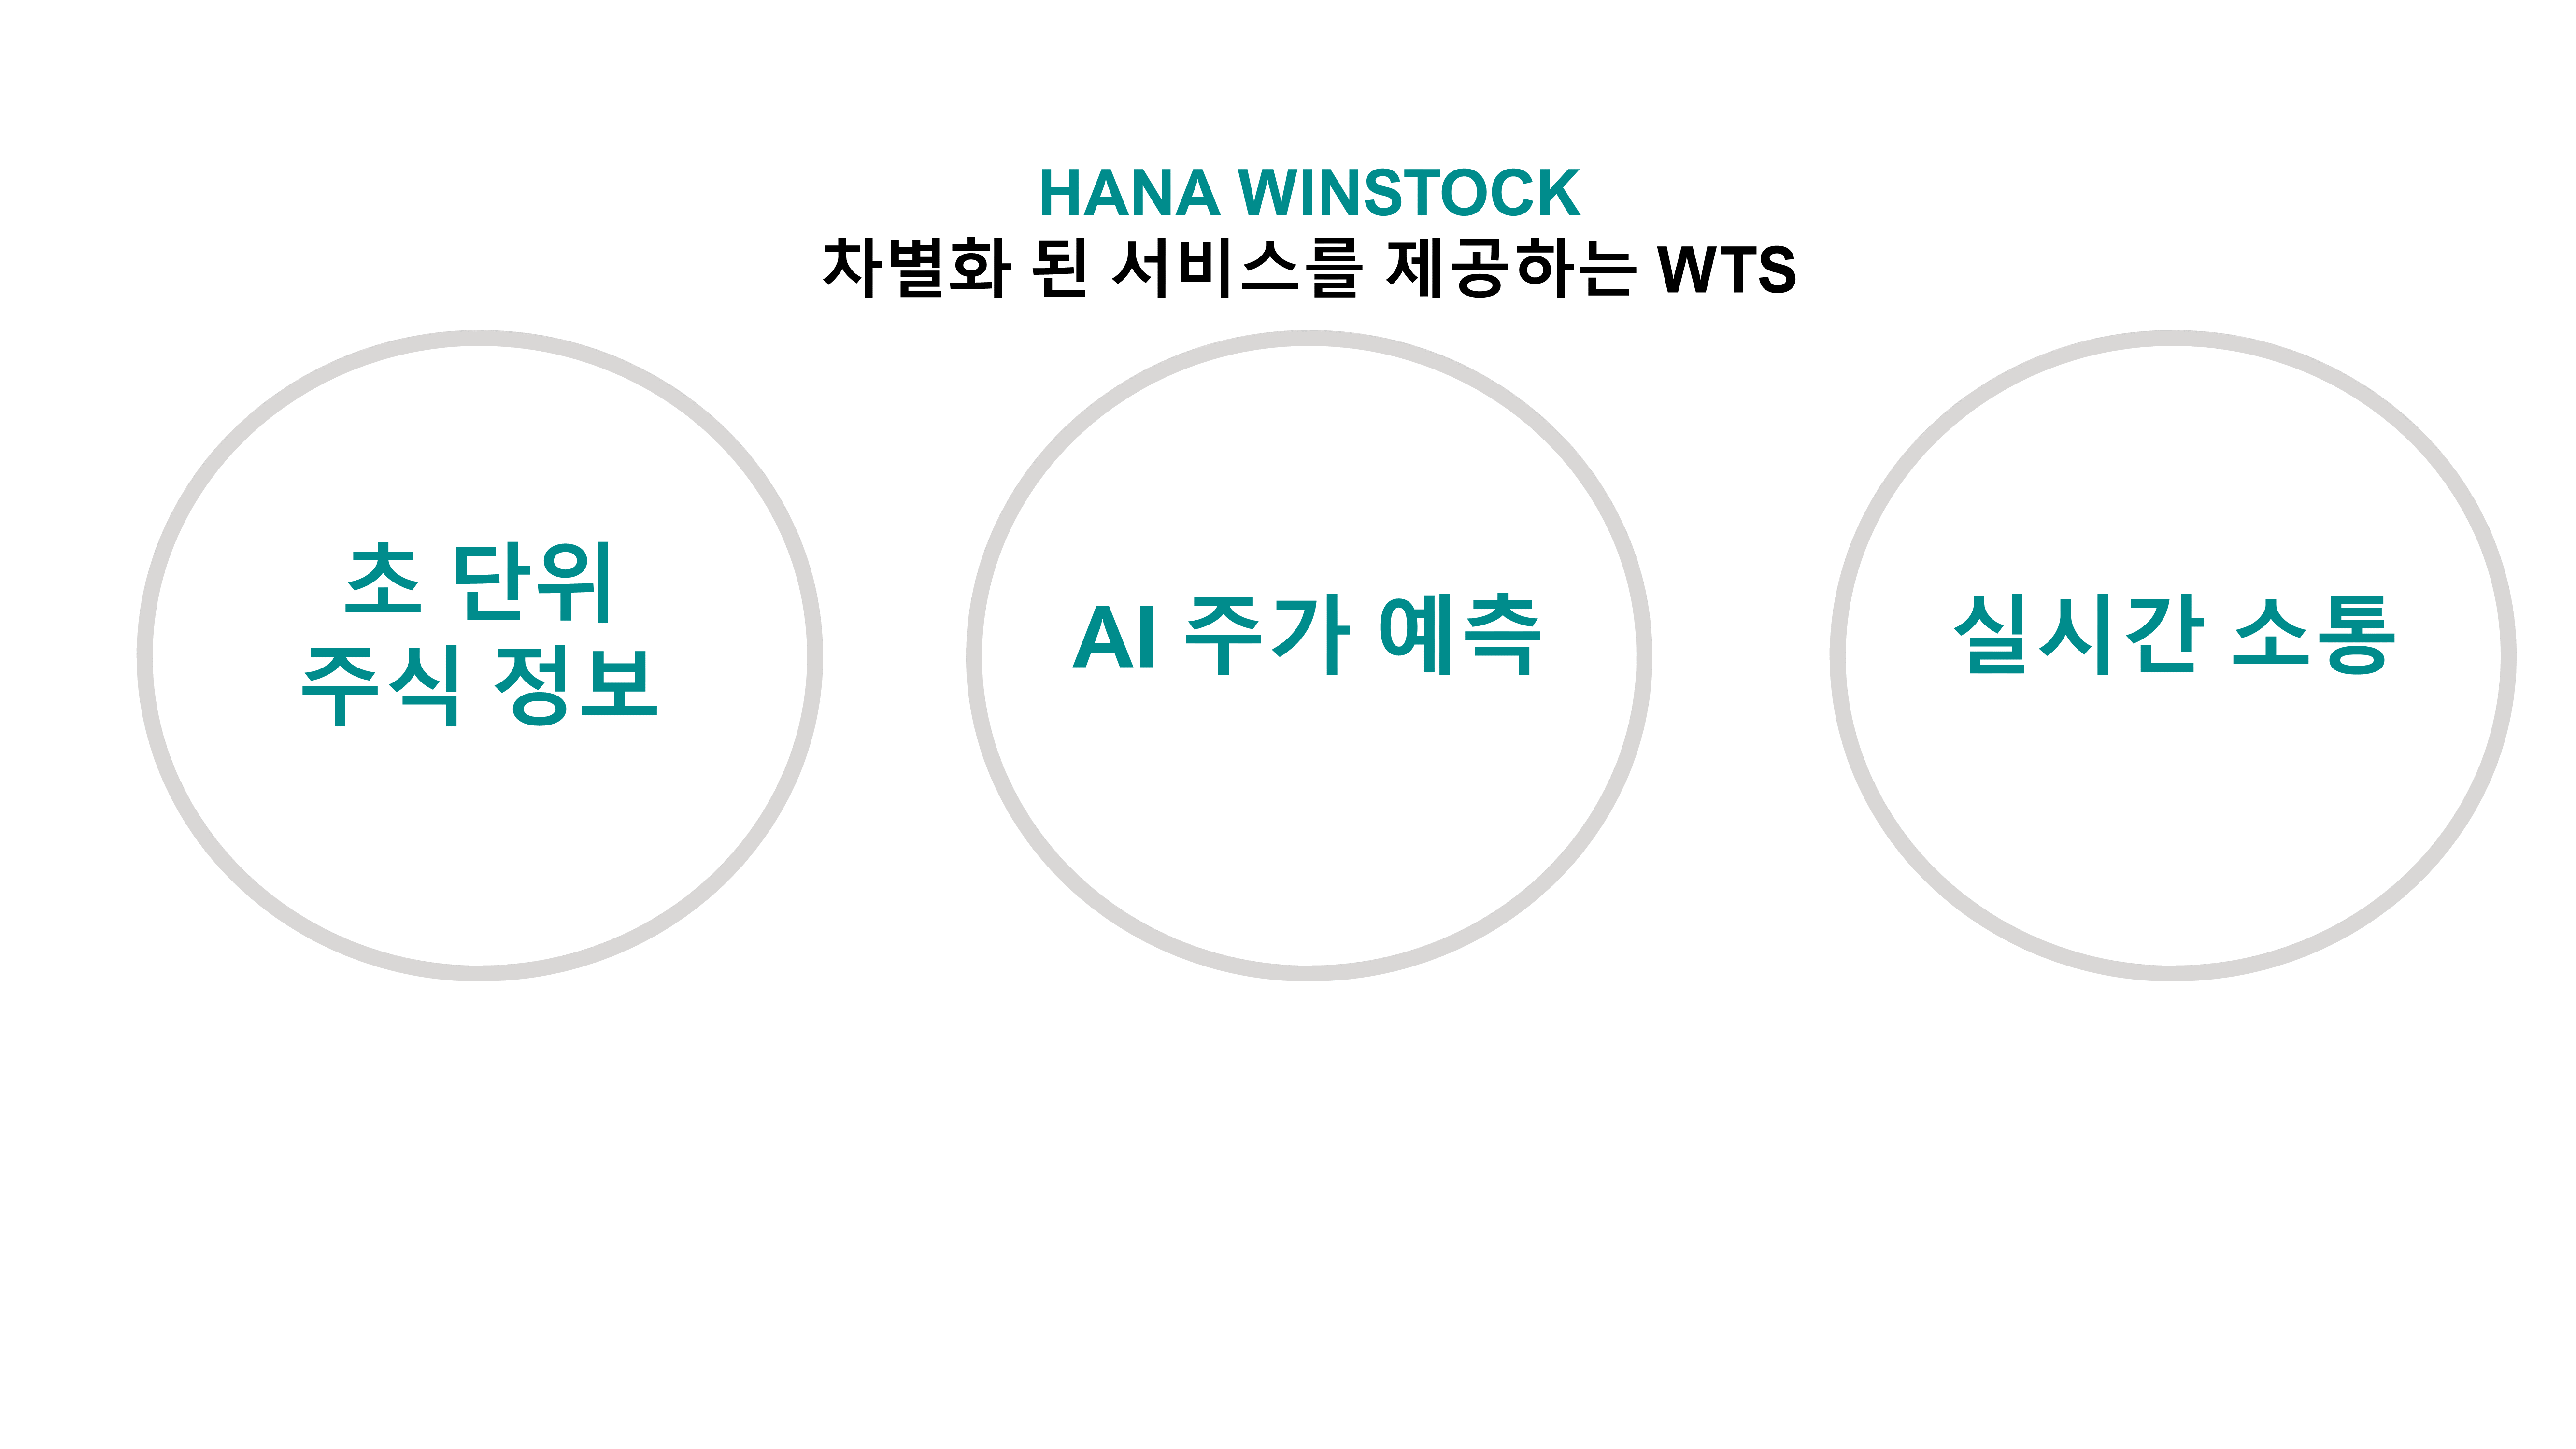 HANA WINSTOCK
차별화 된 서비스를 제공하는 WTS
초 단위
주식 정보
AI 주가 예측
실시간 소통